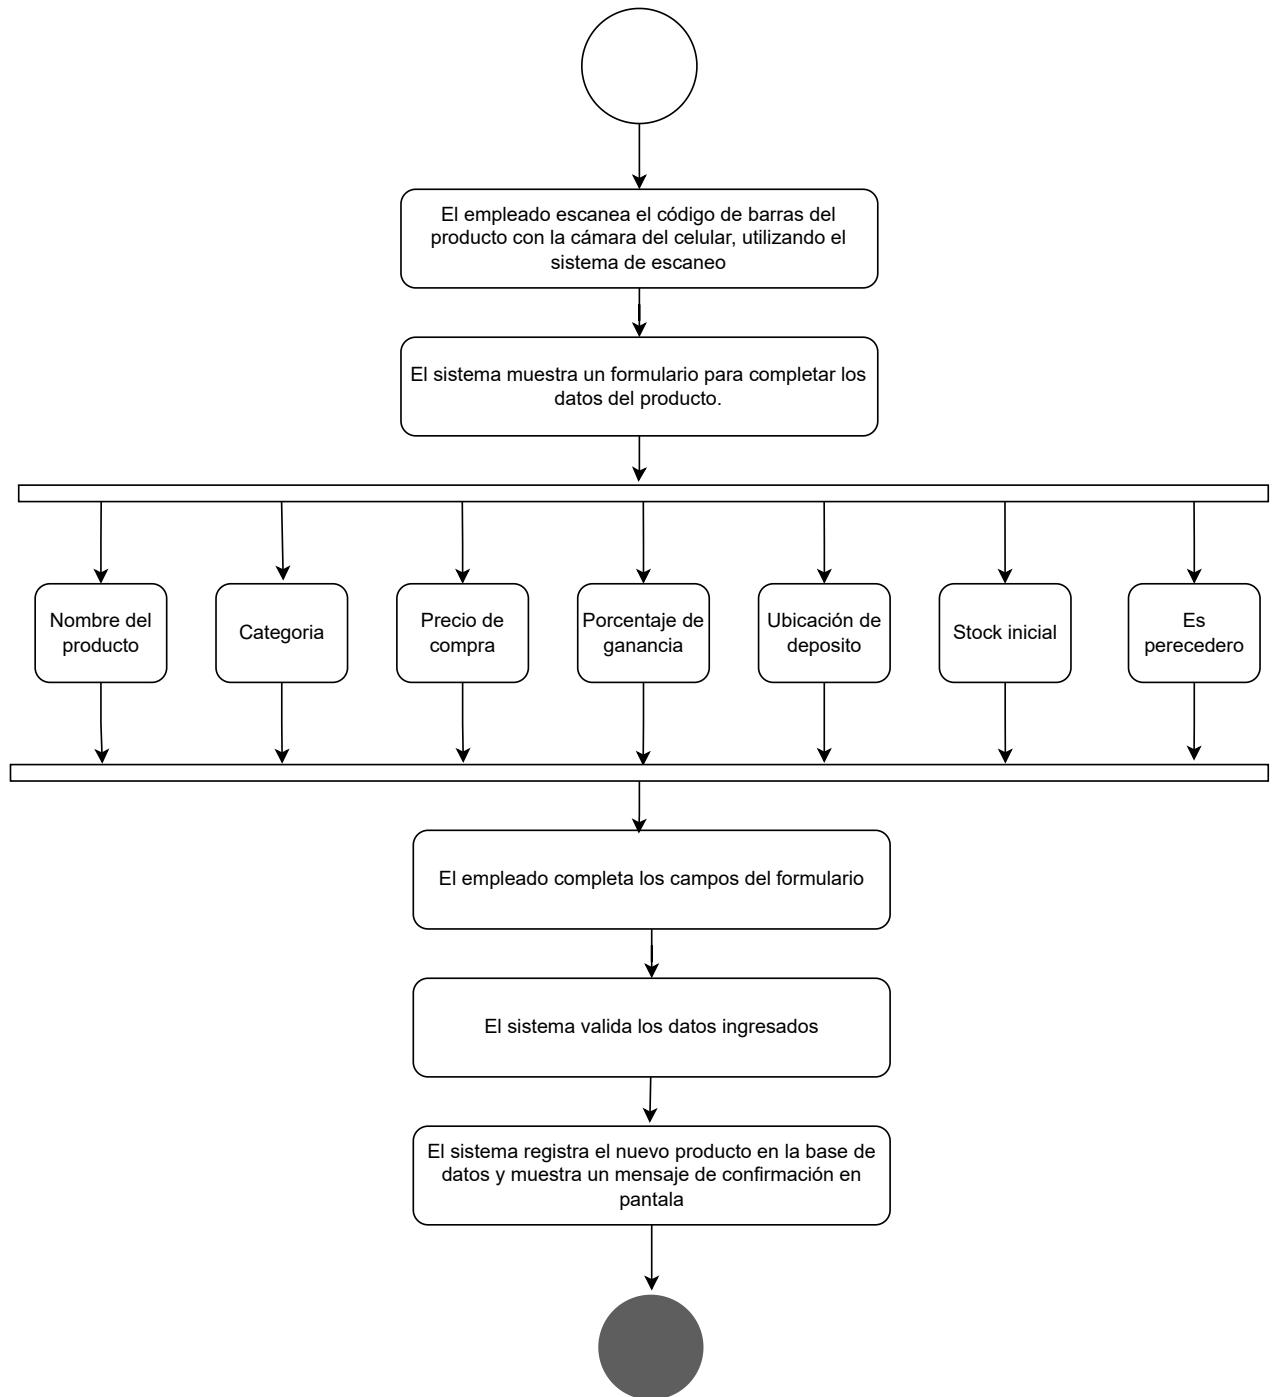 El empleado escanea el código de barras del
producto con la cámara del celular, utilizando el
sistema de escaneo
El sistema muestra un formulario para completar los
datos del producto.
Nombre del
producto
Categoria
Precio de
compra
Porcentaje de
ganancia
Ubicación de
deposito
Stock inicial
Es
perecedero
El empleado completa los campos del formulario
El sistema valida los datos ingresados
El sistema registra el nuevo producto en la base de
datos y muestra un mensaje de confirmación en
pantala